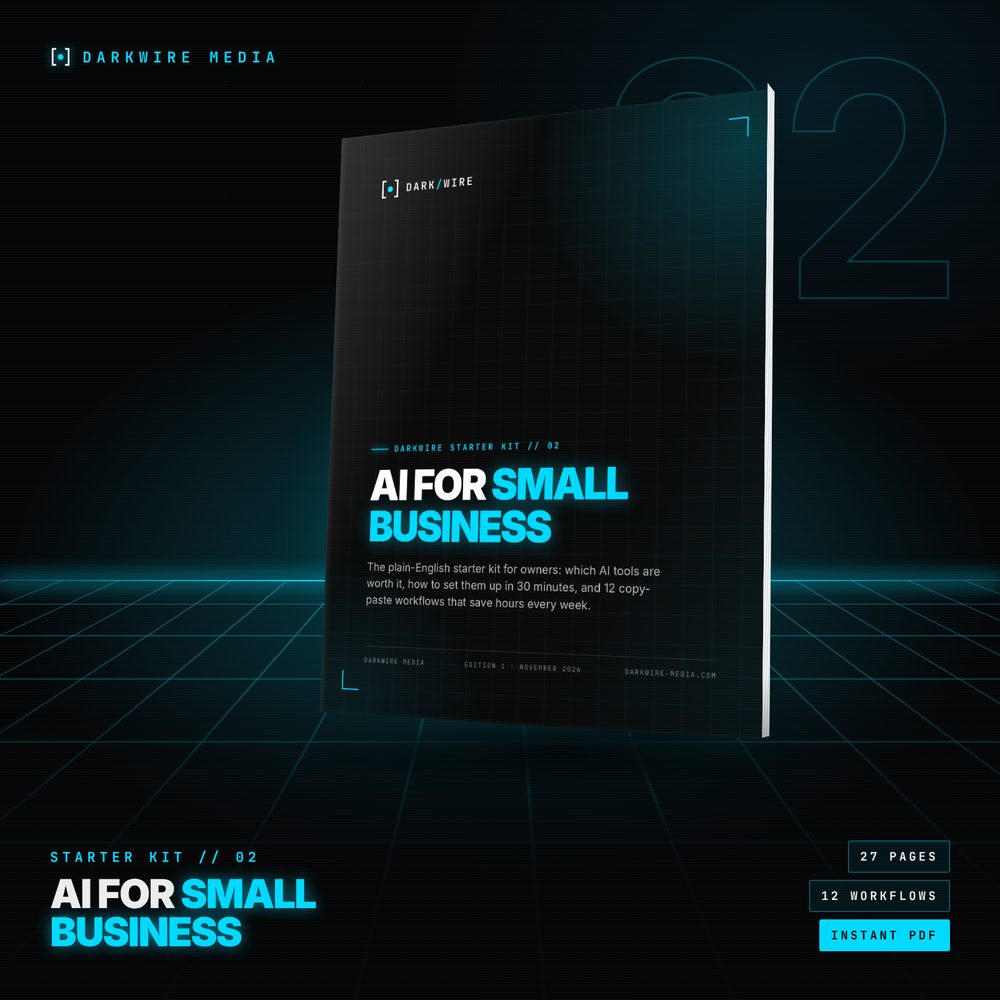 [•] DARKWIRE MEDIA
02
[•] DARK/WIRE
DARKWIRE STARTER KIT // 02
AI FOR SMALL
BUSINESS
The plain-English starter kit for owners: which AI tools are
worth it, how to set them up in 30 minutes, and 12 copy-
paste workflows that save hours every week.
DARKWIRE MEDIA
EDITION 1 · NOVEMBER 2026
DARKWIRE-MEDIA.COM
STARTER KIT // 02
AI FOR SMALL
BUSINESS
27 PAGES
12 WORKFLOWS
INSTANT PDF